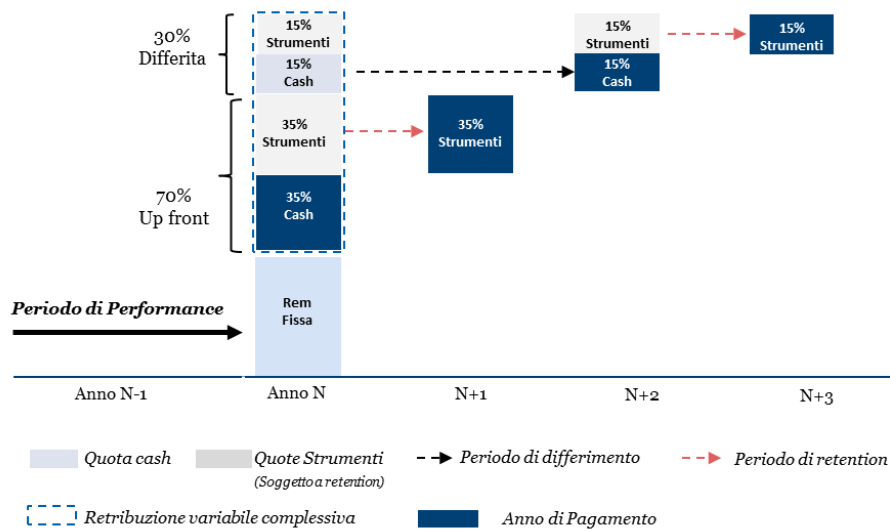 30%
Differita
15%
Strumenti
15%
Cash
15%
Strumenti
15%
Cash
15%
Strumenti
70%
Up front
35%
Strumenti
35%
Cash
35%
Strumenti
Periodo di Performance
Rem
Fissa
Anno N-1
Anno N
N+1
N+2
N+3
Quota cash
Quote Strumenti
(Soggetto a retention)
Periodo di differimento
Periodo di retention
Retribuzione variabile complessiva
Anno di Pagamento